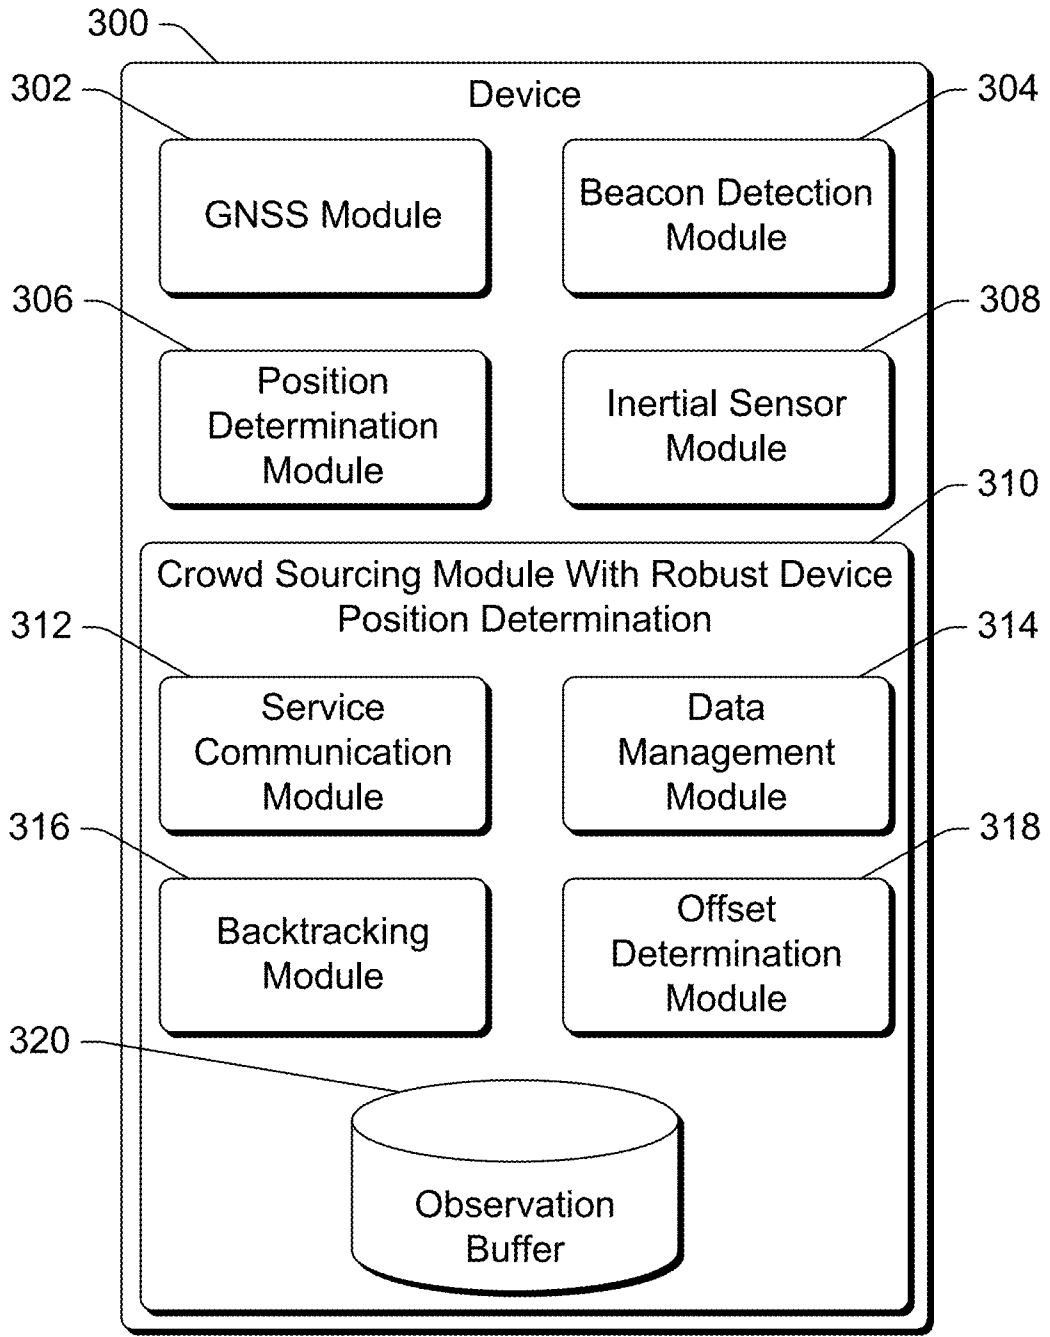 300
Device
302
304
GNSS Module
Beacon Detection
Module
306
308
Position
Determination
Module
Inertial Sensor
Module
310
Crowd Sourcing Module With Robust Device
Position Determination
312
314
Service
Communication
Module
Data
Management
Module
316
318
Backtracking
Module
Offset
Determination
Module
320
Observation
Buffer